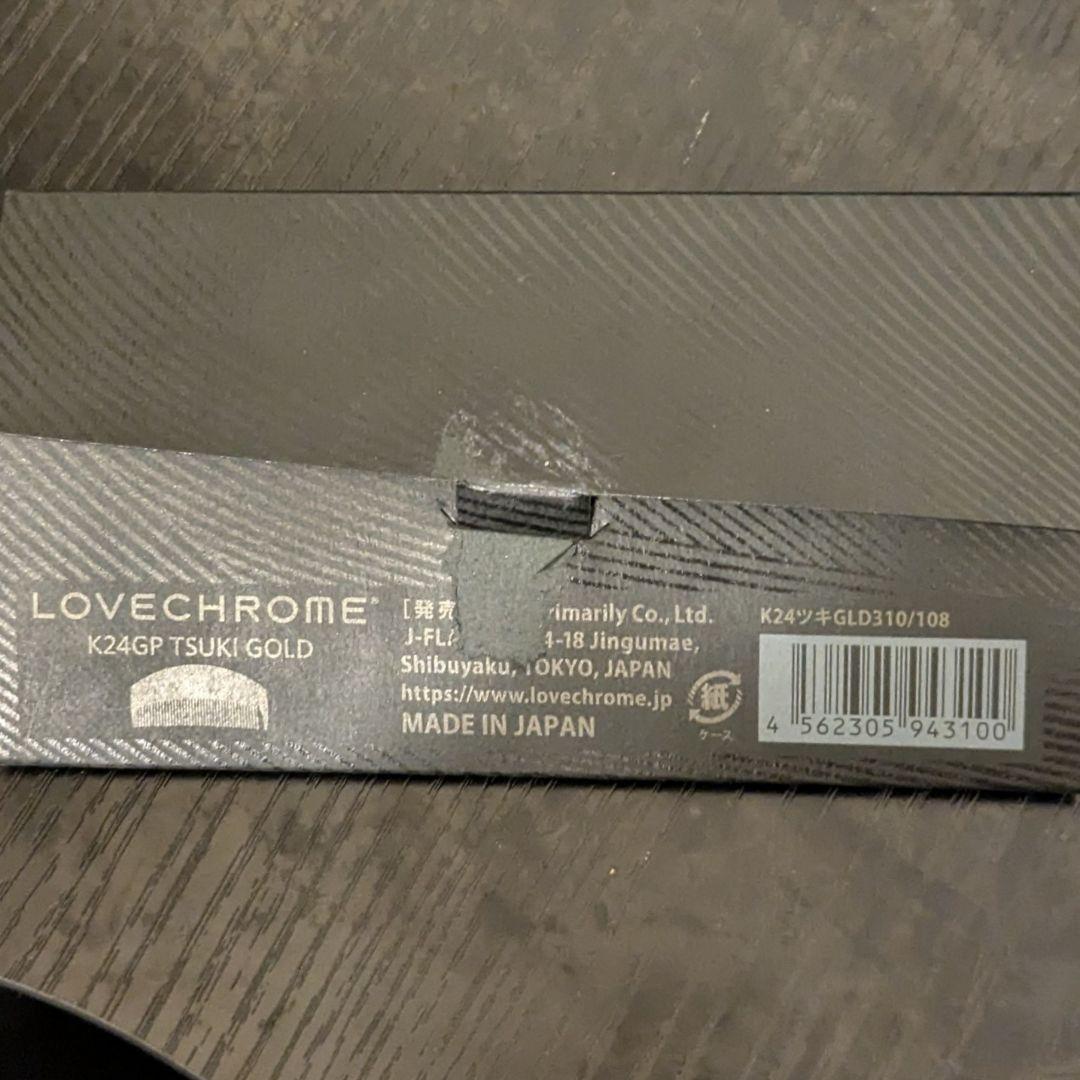 LOVECHROME
K24GP TSUKI GOLD
[発売
Co., Ltd.
4-18 Jingumae,
Shibuyaku, TOKYO, JAPAN
https://www.lovechrome.jp
MADE IN JAPAN
紙
ケース
K24ツキGLD310/108
4 562305 943100